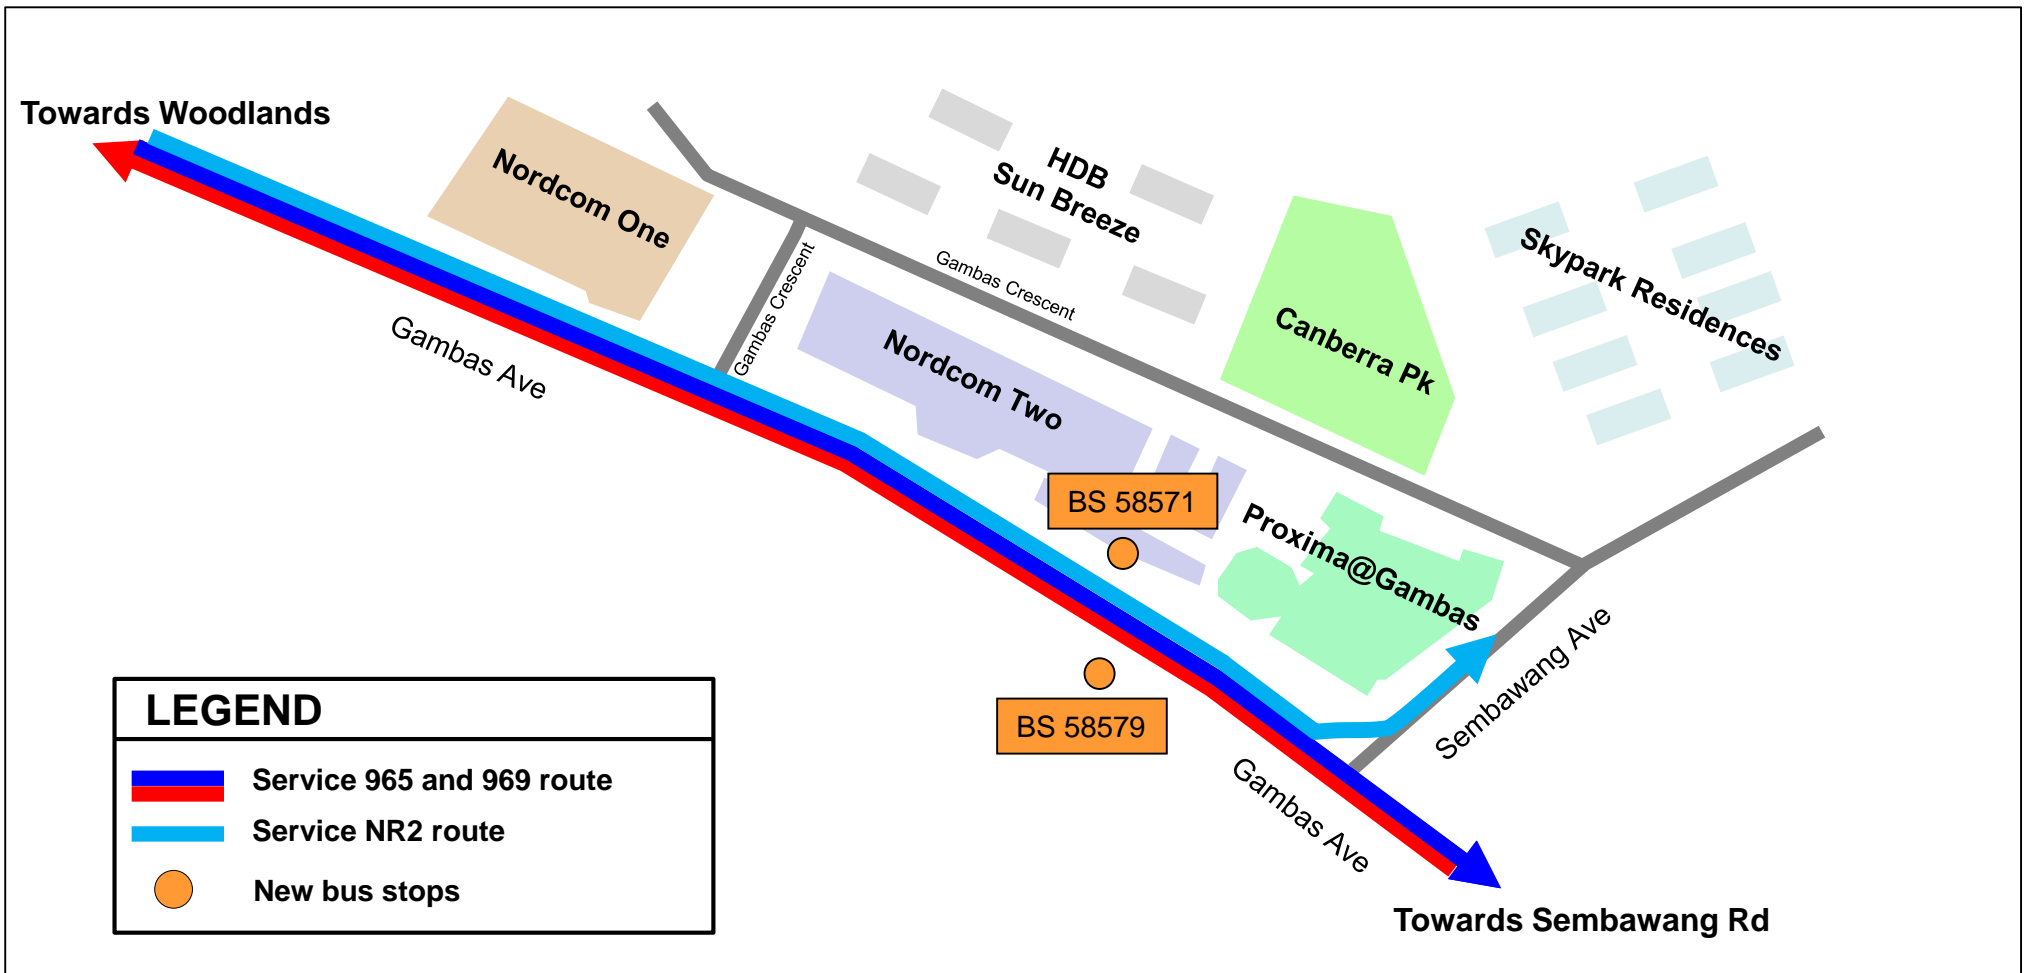 Towards Woodlands
Nordcom One
HDB
Sun Breeze
Skypark Residences
Gambas Crescent
Gambas Crescent
Canberra Pk
Gambas Ave
Nordcom Two
BS 58571
Proxima@Gambas
Sembawang Ave
BS 58579
Gambas Ave
Towards Sembawang Rd
LEGEND
Service 965 and 969 route
Service NR2 route
New bus stops